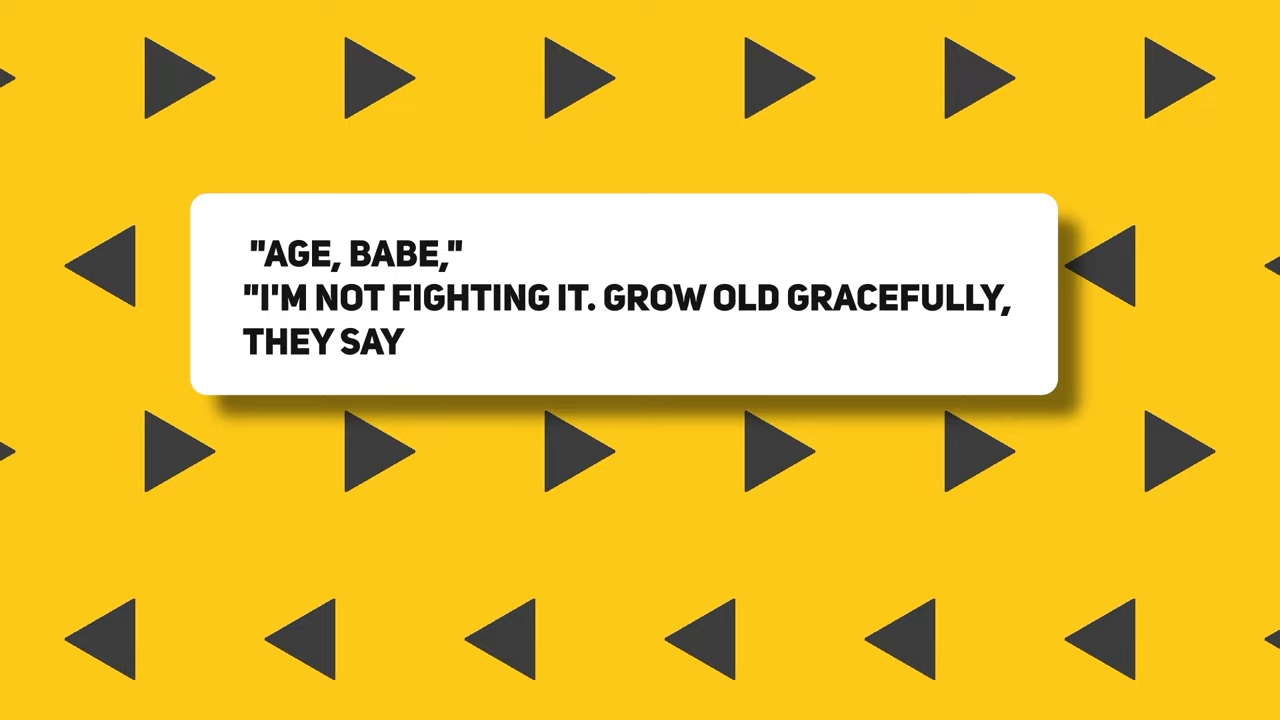 "AGE, BABE,"
"I'M NOT FIGHTING IT. GROW OLD GRACEFULLY,
THEY SAY